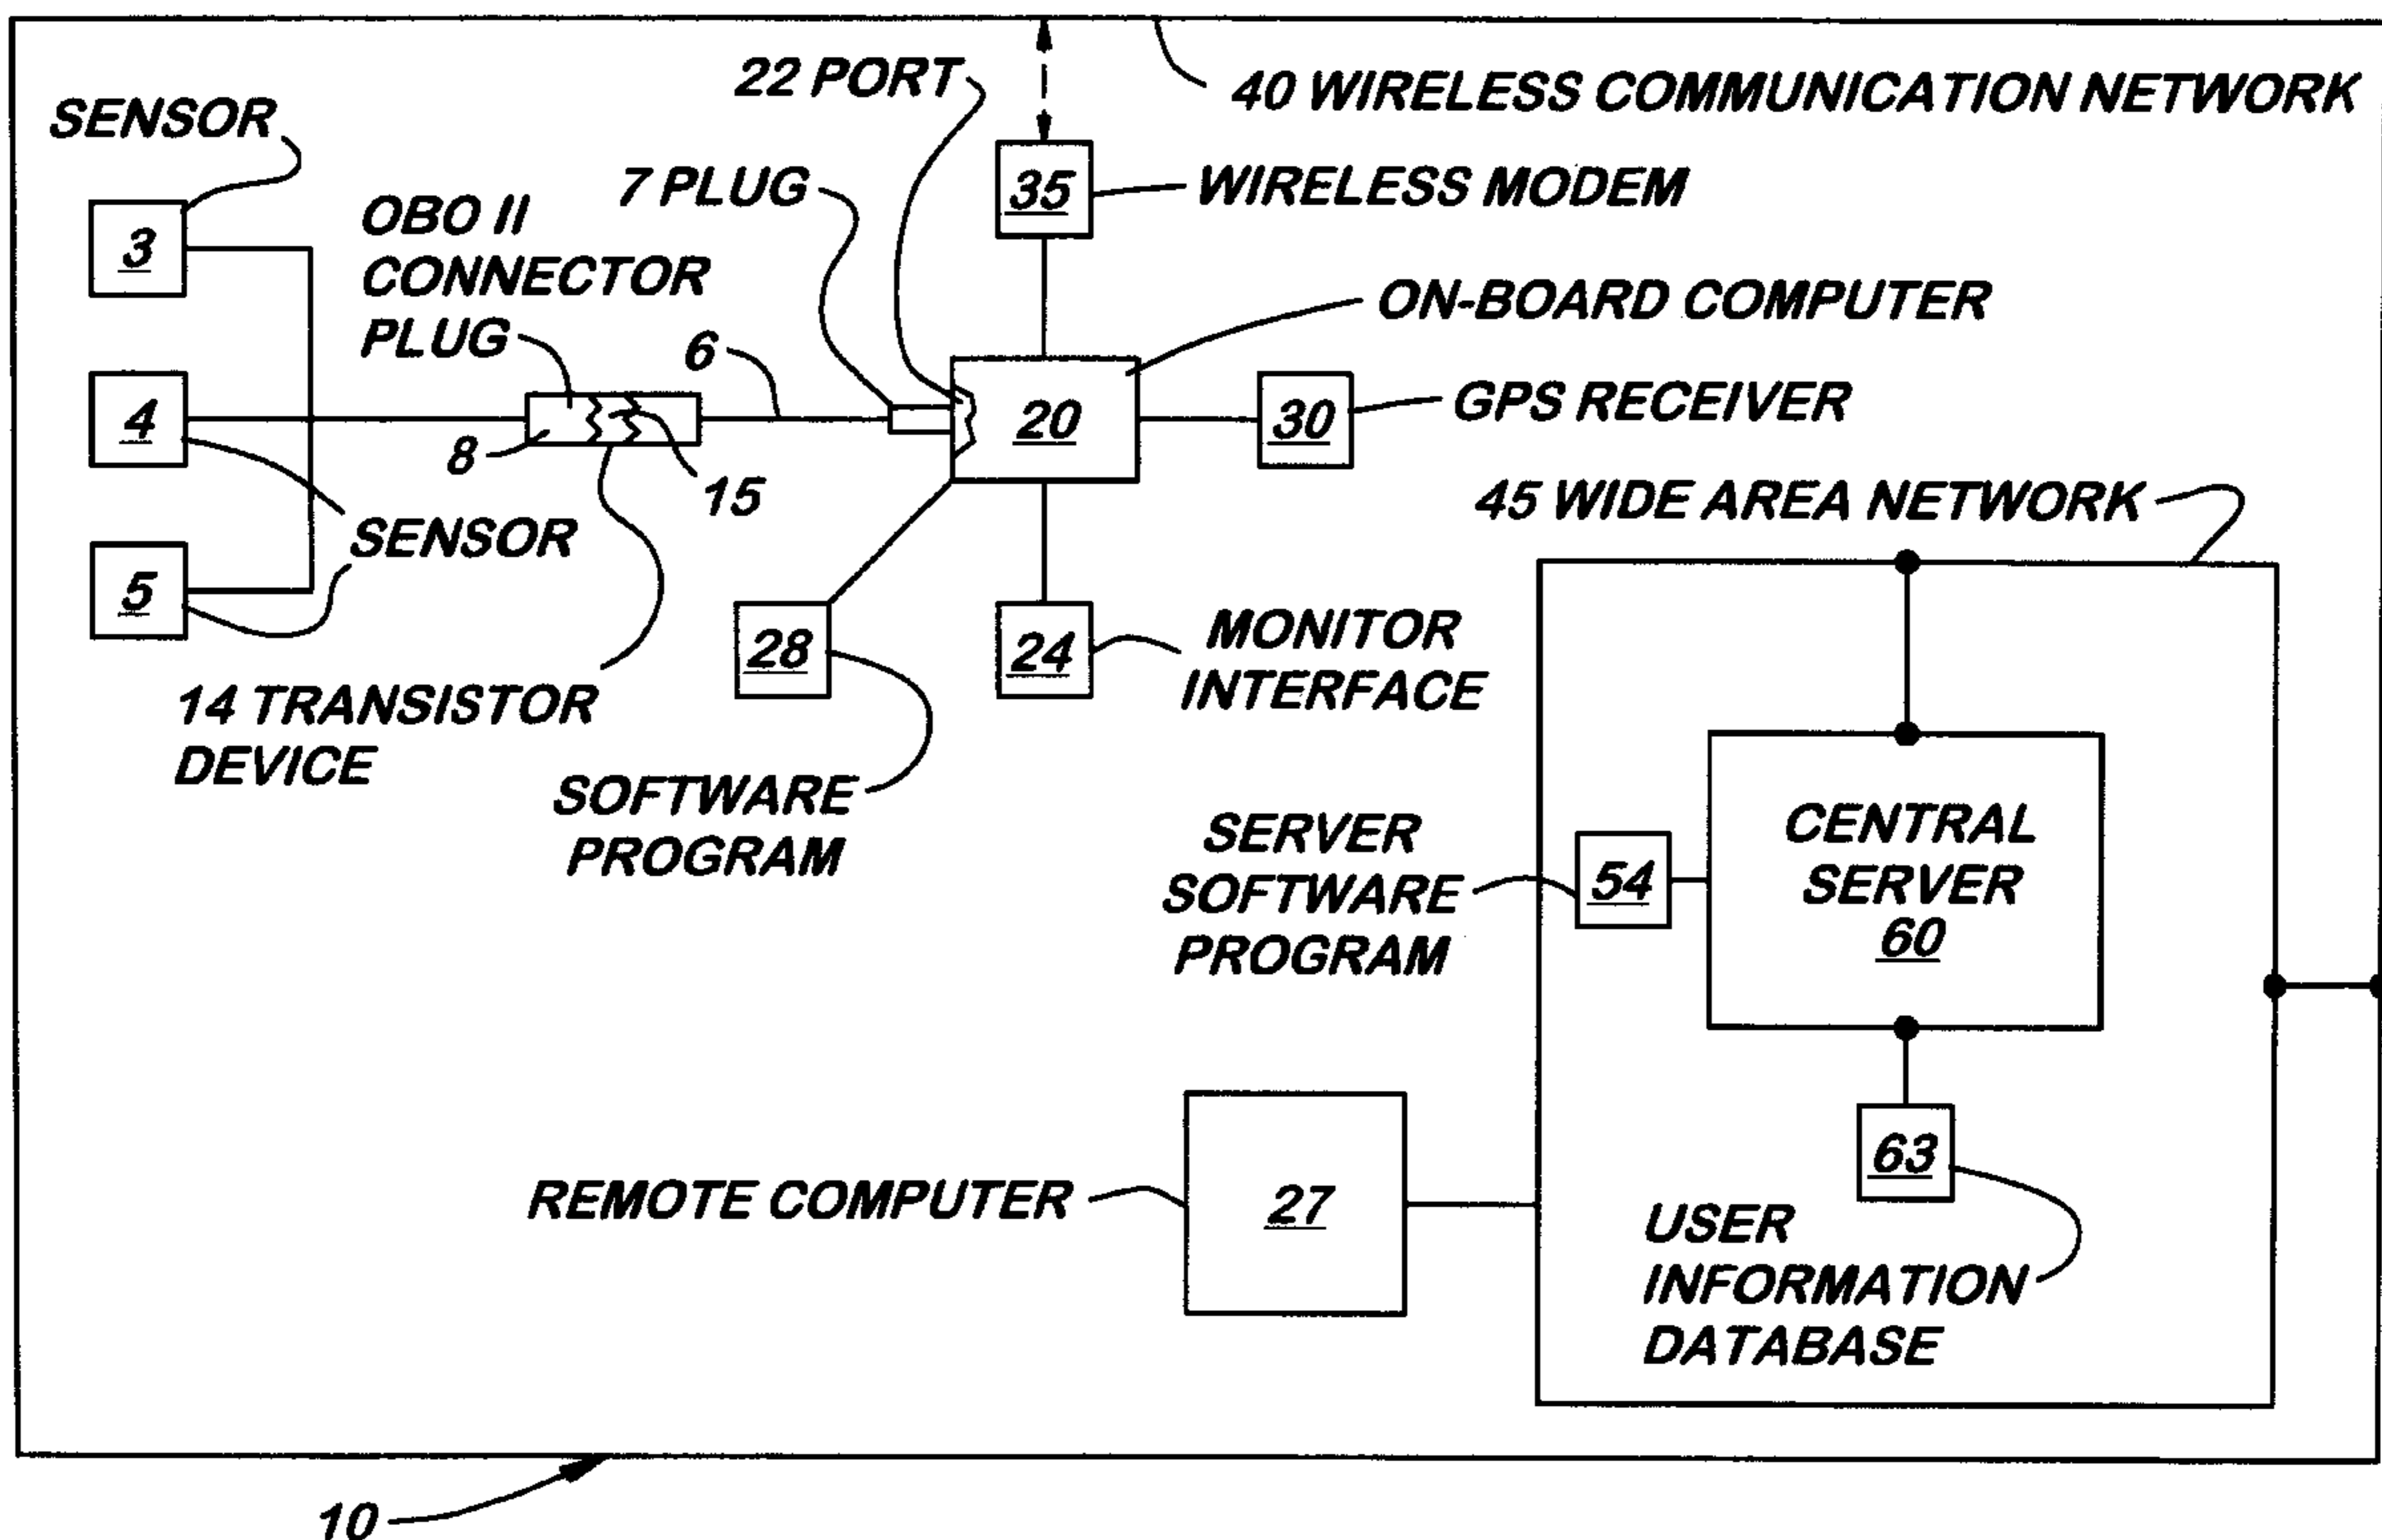 22 PORT
40 WIRELESS COMMUNICATION NETWORK
SENSOR
7 PLUG
35
WIRELESS MODEM
3
OBO II
CONNECTOR
PLUG
6
ON-BOARD COMPUTER
4
8
15
20
30
GPS RECEIVER
45 WIDE AREA NETWORK
SENSOR
5
28
24
MONITOR
INTERFACE
14 TRANSISTOR
DEVICE
SOFTWARE
PROGRAM
SERVER
SOFTWARE
PROGRAM
54
CENTRAL
SERVER
60
63
REMOTE COMPUTER
27
USER
INFORMATION
DATABASE
10